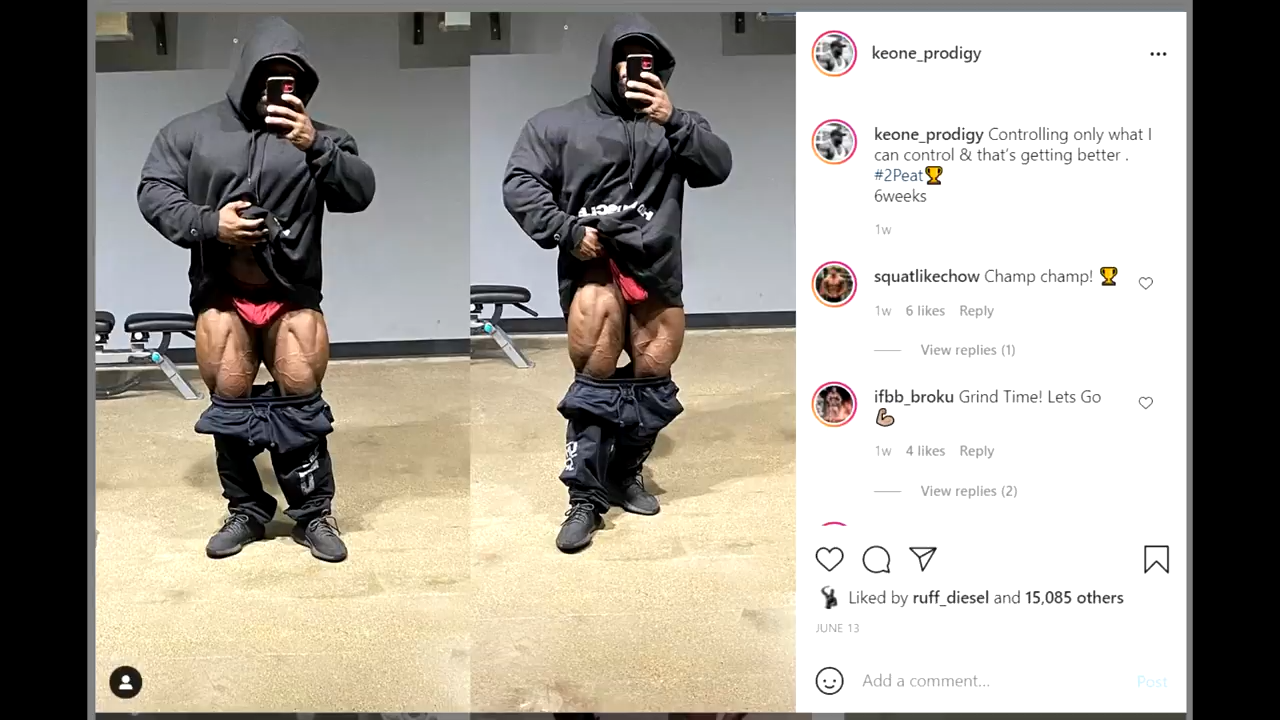 keone_prodigy
keone_prodigy Controlling only what I
can control & that's getting better .
#2Peat🏆
6weeks
1w
squatlikechow Champ champ! 🏆
1w 6 likes Reply
View replies (1)
ifbb_broku Grind Time! Lets Go
💪🏽
1w 4 likes Reply
View replies (2)
Liked by ruff_diesel and 15,085 others
JUNE 13
Add a comment...
Post